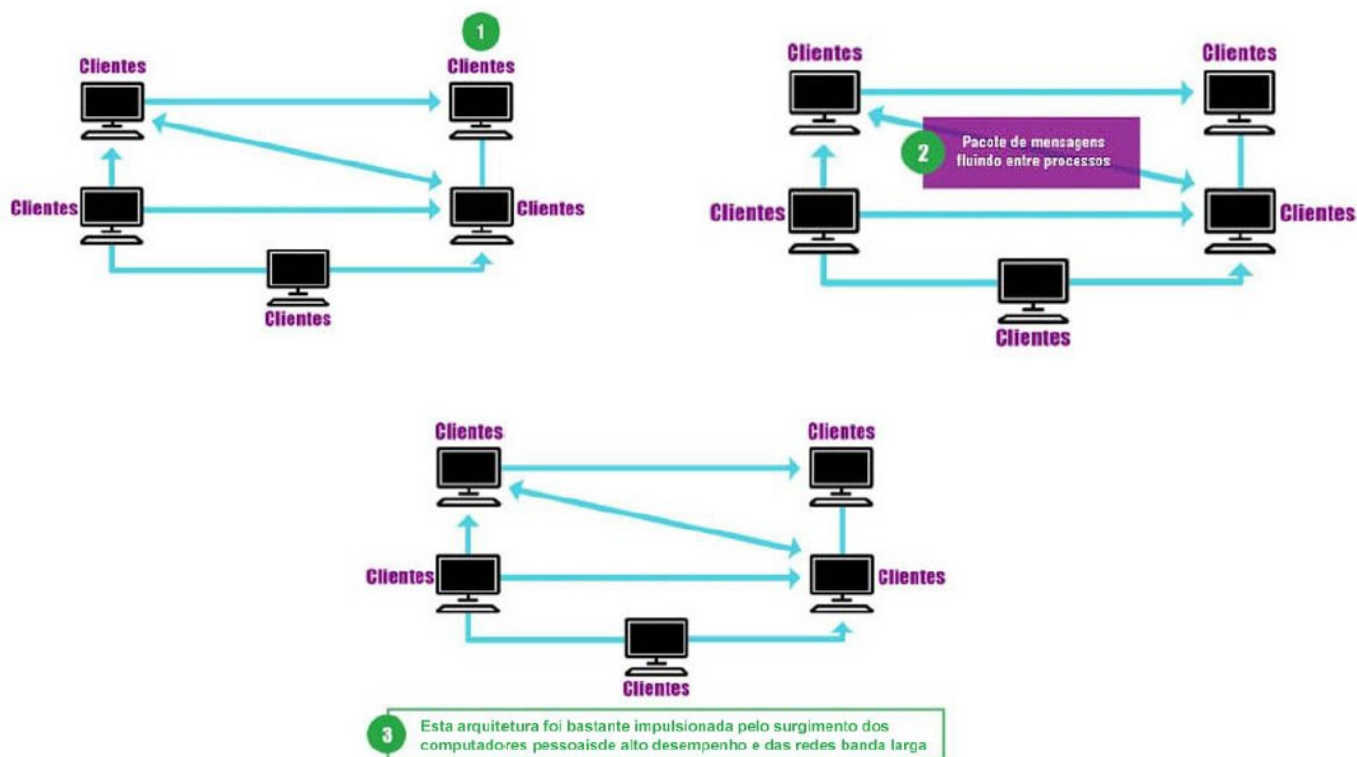 1
Clientes
Clientes
Clientes
Clientes
Clientes
Clientes
Clientes
2
Pacote de mensagens
fluindo entre processos
Clientes
Clientes
Clientes
Clientes
Clientes
Clientes
Clientes
Clientes
3
Esta arquitetura foi bastante impulsionada pelo surgimento dos
computadores pessoaisde alto desempenho e das redes banda larga